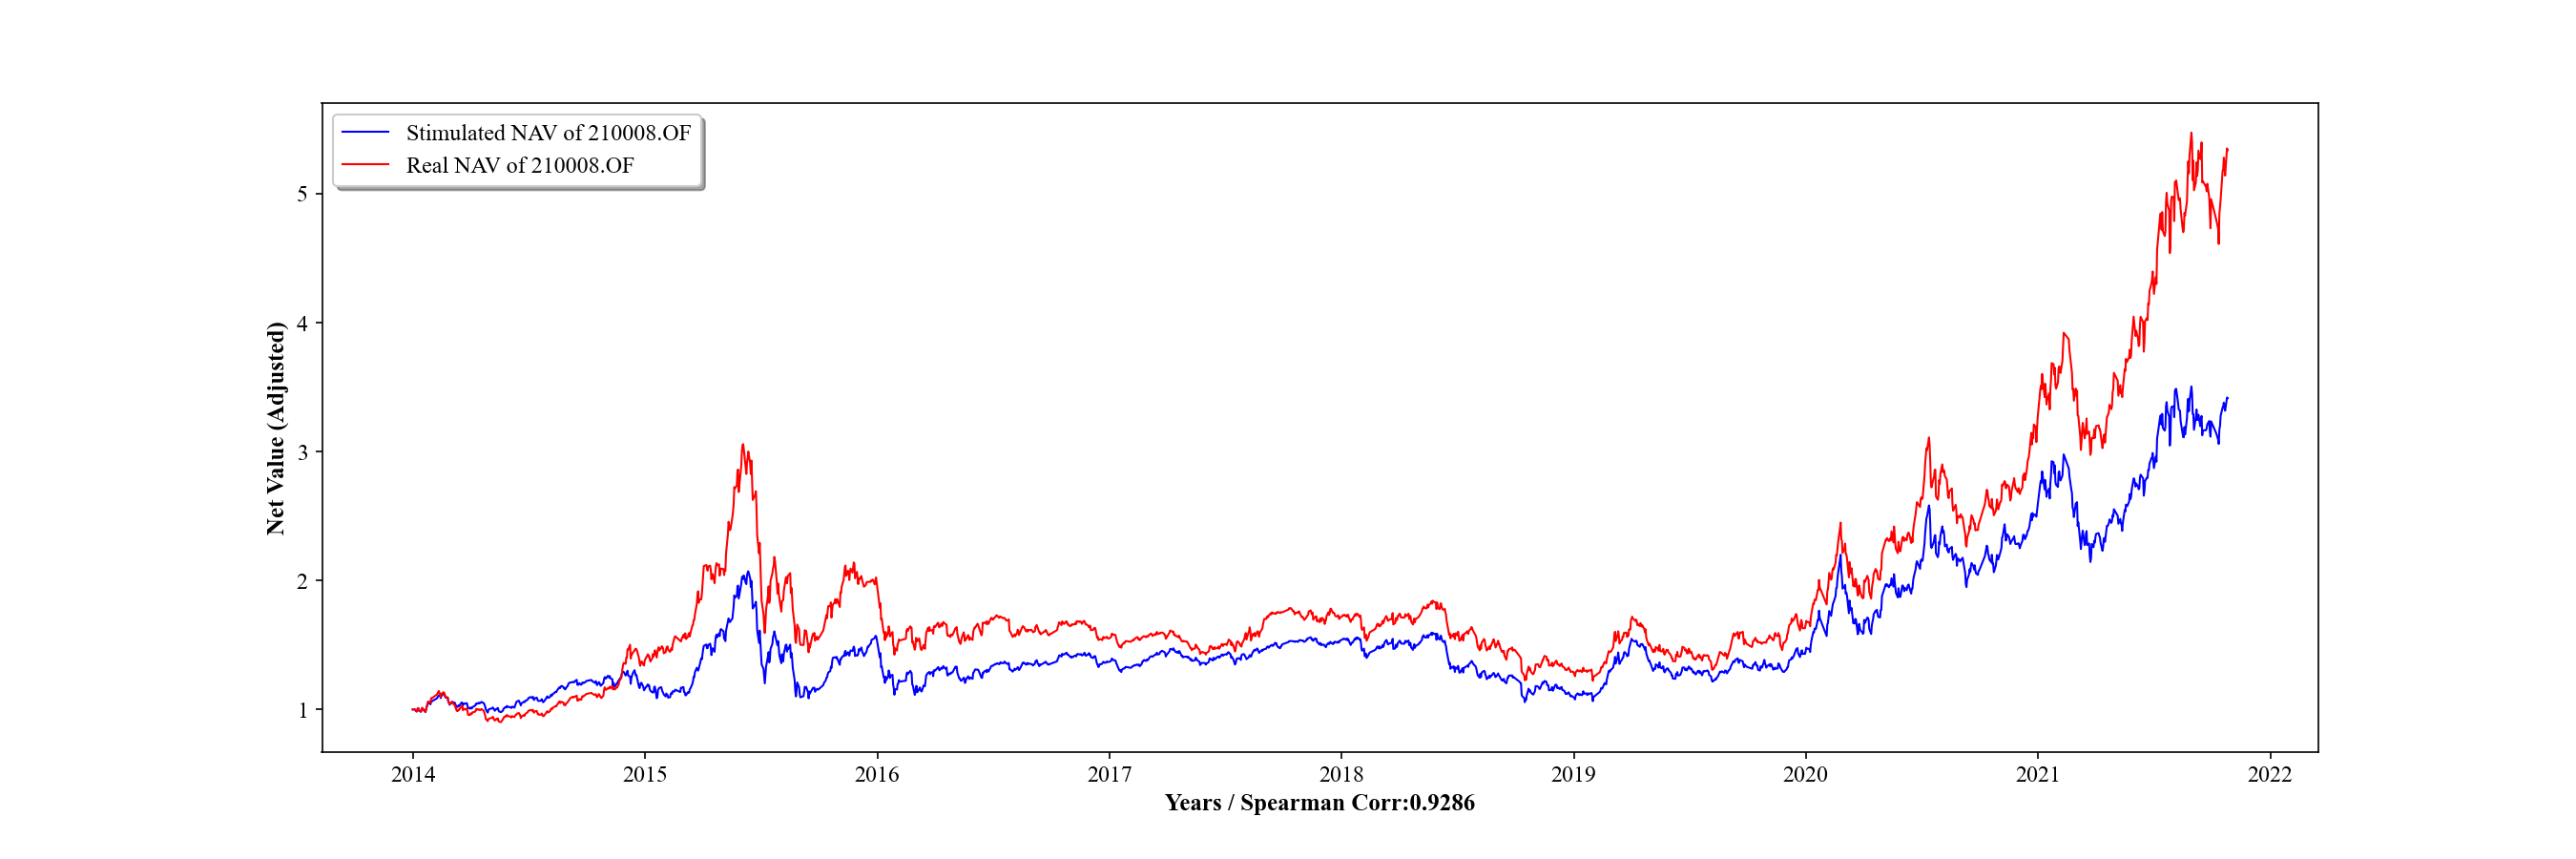 Stimulated NAV of 210008.OF
Real NAV of 210008.OF
Net Value (Adjusted)
5
4
3
2
1
2014 2015 2016 2017 2018 2019 2020 2021 2022
Years / Spearman Corr:0.9286